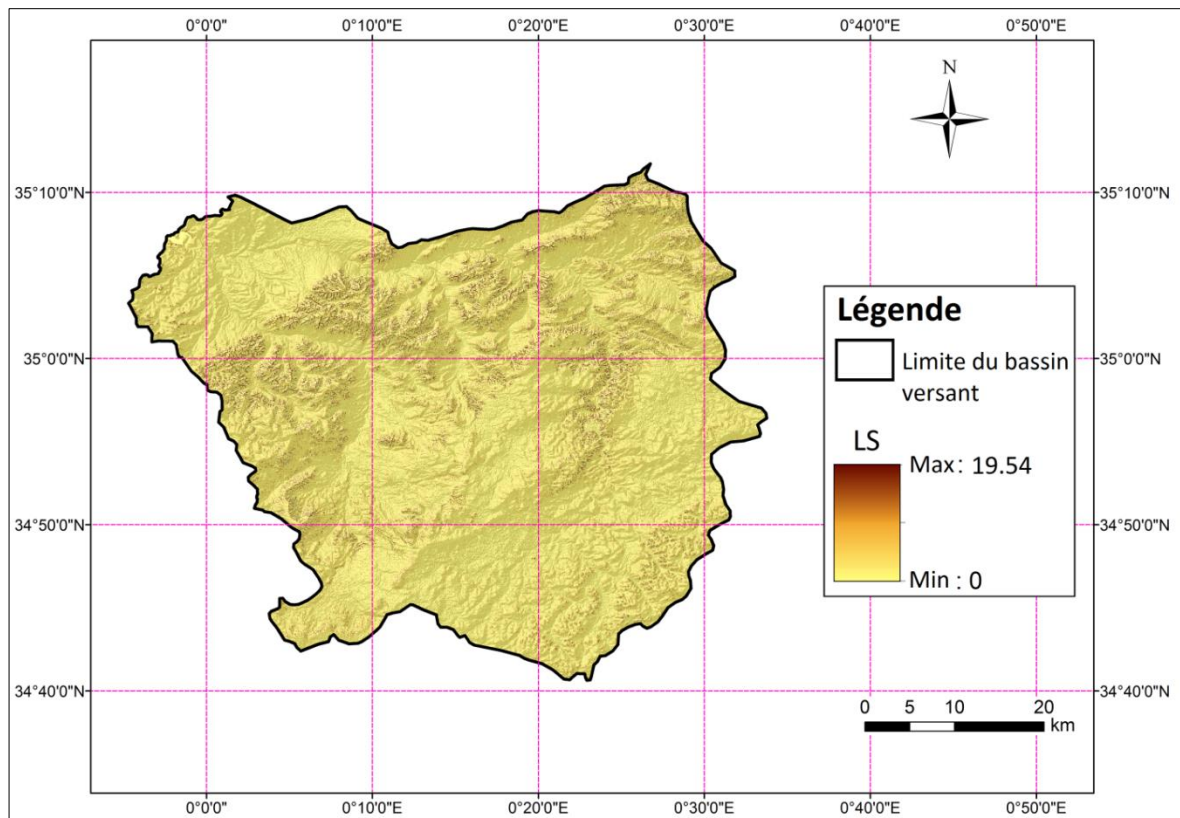 0°0'0" 0°10'0"E 0°20'0"E 0°30'0"E 0°40'0"E 0°50'0"E
N
35°10'0"N 35°10'0"N
Légende
Limite du bassin
versant
35°0'0"N 35°0'0"N
LS
Max : 19.54
Min : 0
34°50'0"N 34°50'0"N
34°40'0"N 34°40'0"N
0 5 10 20
km
0°0'0" 0°10'0"E 0°20'0"E 0°30'0"E 0°40'0"E 0°50'0"E